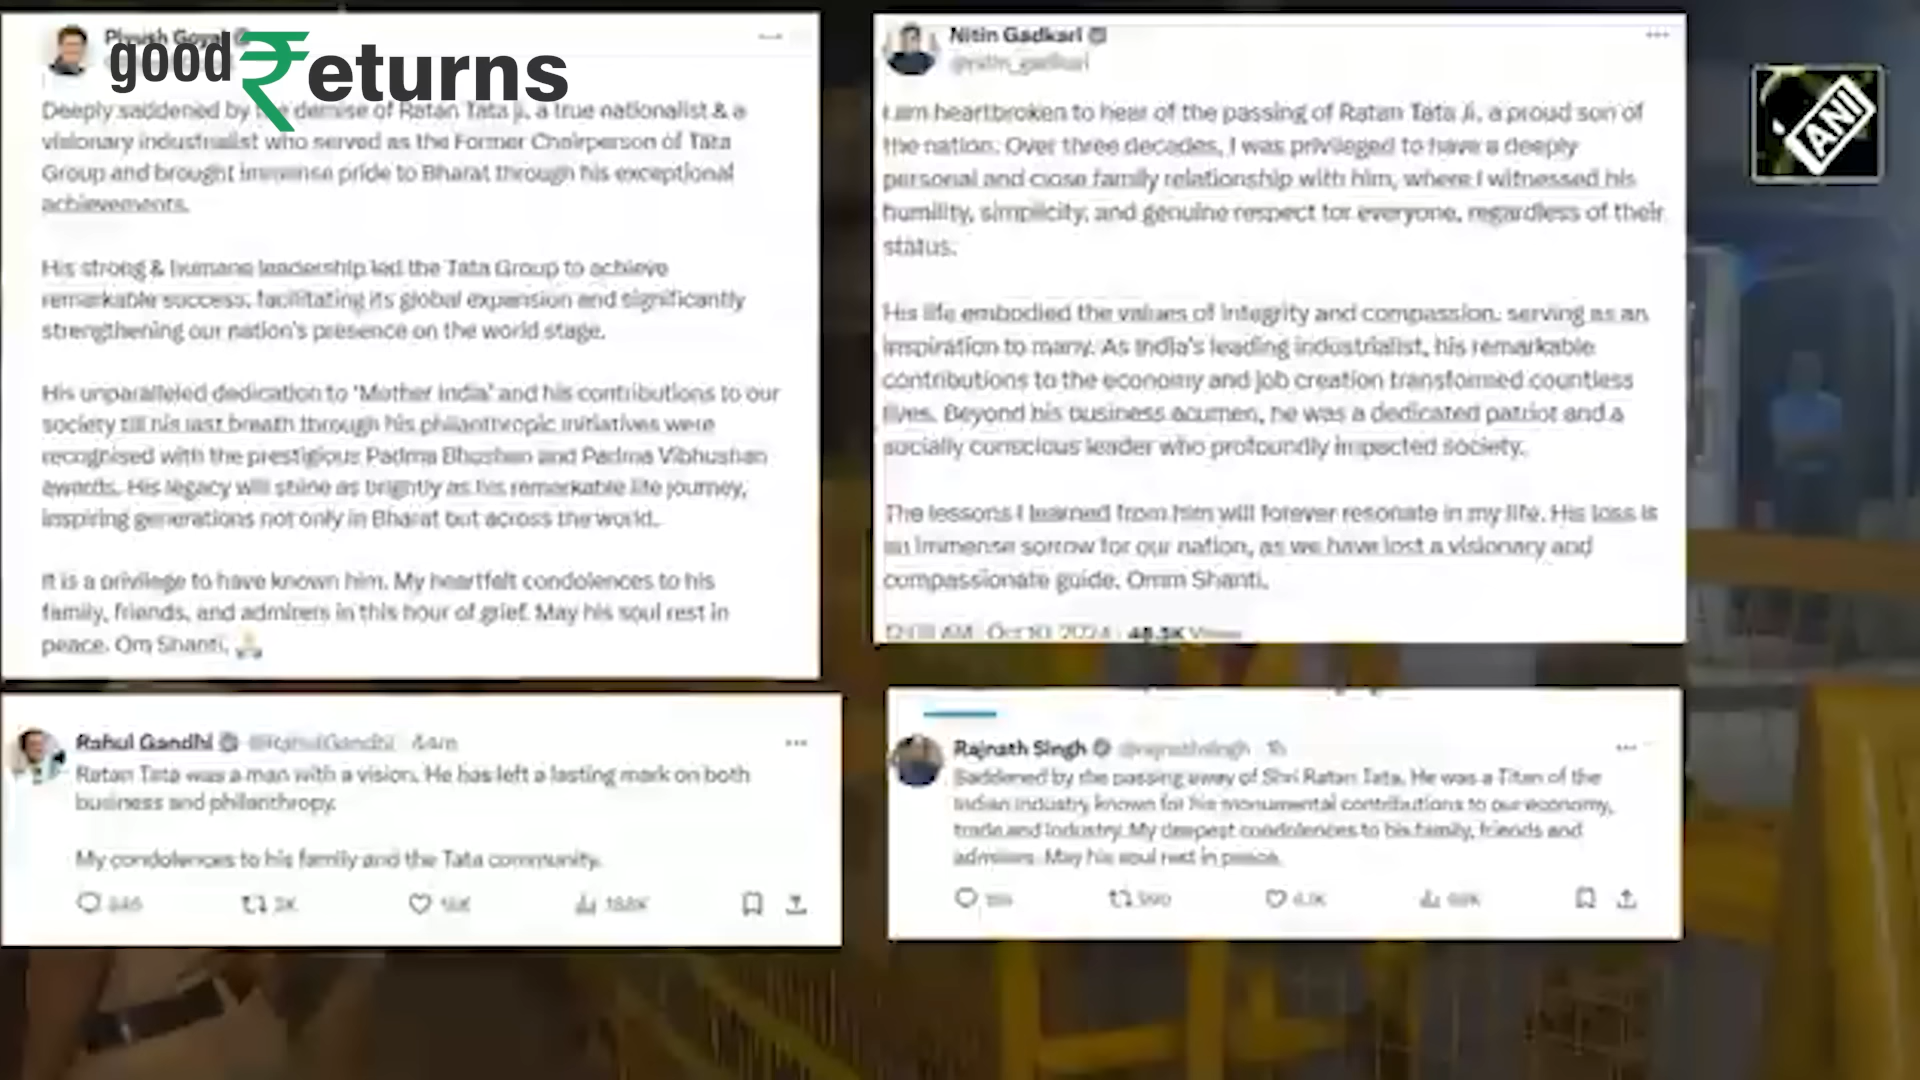 good ₹eturns
ANI
Piyush Goyal
Deeply saddened by the demise of Ratan Tata ji, a true nationalist & a
visionary industrialist who served as the Former Chairperson of Tata
Group and brought immense pride to Bharat through his exceptional
achievements.
His strong & humane leadership led the Tata Group to achieve
remarkable success, facilitating its global expansion and significantly
strengthening our nation's presence on the world stage.
His unparalleled dedication to 'Mother India' and his contributions to our
society till his last breath through his philanthropic initiatives were
recognised with the prestigious Padma Bhushan and Padma Vibhushan
awards. His legacy will shine as brightly as his remarkable life journey,
inspiring generations not only in Bharat but across the world.
It is a privilege to have known him. My heartfelt condolences to his
family, friends, and admirers in this hour of grief. May his soul rest in
peace. Om Shanti. 🙏
Nitin Gadkari
@nitin_gadkari
I am heartbroken to hear of the passing of Ratan Tata Ji, a proud son of
the nation. Over three decades, I was privileged to have a deeply
personal and close family relationship with him, where I witnessed his
humility, simplicity, and genuine respect for everyone, regardless of their
status.
His life embodied the values of integrity and compassion, serving as an
inspiration to many. As India's leading industrialist, his remarkable
contributions to the economy and job creation transformed countless
lives. Beyond his business acumen, he was a dedicated patriot and a
socially conscious leader who profoundly impacted society.
The lessons I learned from him will forever resonate in my life. His loss is
an immense sorrow for our nation, as we have lost a visionary and
compassionate guide. Omm Shanti.
AM · Oct 10, 2024 · 48.3K Views
Rahul Gandhi @RahulGandhi · 44m
Ratan Tata was a man with a vision. He has left a lasting mark on both
business and philanthropy.
My condolences to his family and the Tata community.
Rajnath Singh @rajnathsingh · 1h
Saddened by the passing away of Shri Ratan Tata. He was a Titan of the
Indian industry known for his monumental contributions to our economy,
trade and industry. My deepest condolences to his family, friends and
admirers. May his soul rest in peace.